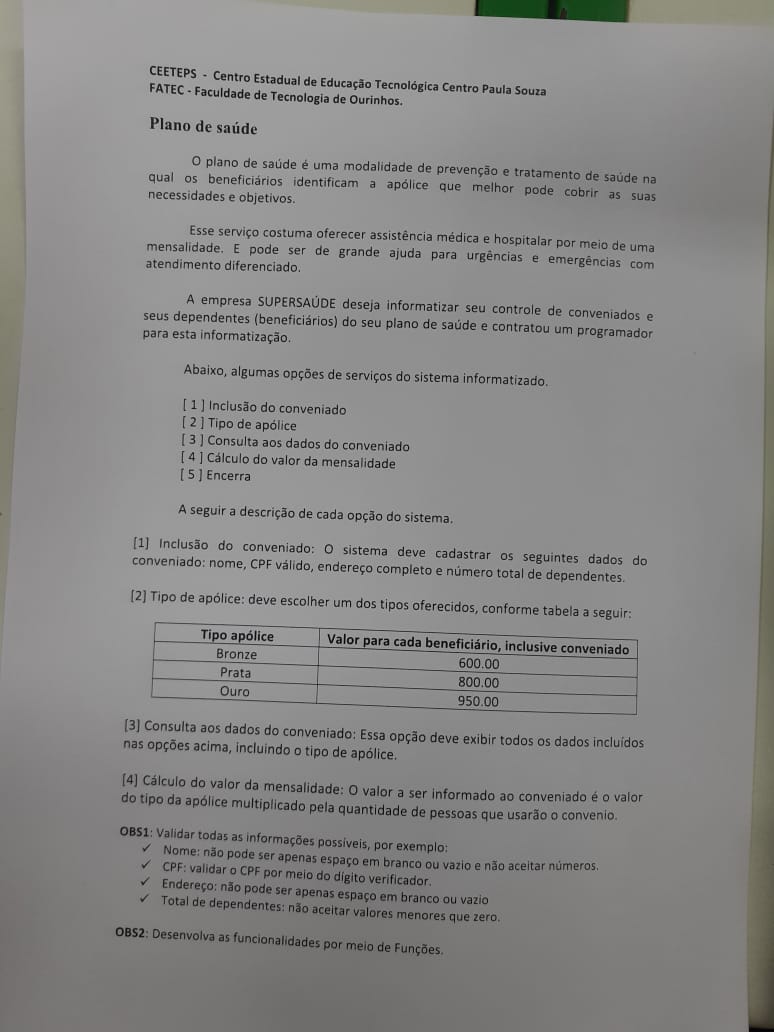 CEETEPS - Centro Estadual de Educação Tecnológica Centro Paula Souza
FATEC - Faculdade de Tecnologia de Ourinhos.
Plano de saúde
O plano de saúde é uma modalidade de prevenção e tratamento de saúde na
qual os beneficiários identificam a apólice que melhor pode cobrir as suas
necessidades e objetivos.
Esse serviço costuma oferecer assistência médica e hospitalar por meio de uma
mensalidade. E pode ser de grande ajuda para urgências e emergências com
atendimento diferenciado.
A empresa SUPERSAÚDE deseja informatizar seu controle de conveniados e
seus dependentes (beneficiários) do seu plano de saúde e contratou um programador
para esta informatização.
Abaixo, algumas opções de serviços do sistema informatizado.
[ 1 ] Inclusão do conveniado
[ 2 ] Tipo de apólice
[ 3 ] Consulta aos dados do conveniado
[ 4 ] Cálculo do valor da mensalidade
[ 5 ] Encerra
A seguir a descrição de cada opção do sistema.
[1] Inclusão do conveniado: O sistema deve cadastrar os seguintes dados do
conveniado: nome, CPF válido, endereço completo e número total de dependentes.
[2] Tipo de apólice: deve escolher um dos tipos oferecidos, conforme tabela a seguir:
Tipo apólice Valor para cada beneficiário, inclusive conveniado
Bronze 600.00
Prata 800.00
Ouro 950.00
[3] Consulta aos dados do conveniado: Essa opção deve exibir todos os dados incluídos
nas opções acima, incluindo o tipo de apólice.
[4] Cálculo do valor da mensalidade: O valor a ser informado ao conveniado é o valor
do tipo da apólice multiplicado pela quantidade de pessoas que usarão o convenio.
OBS1: Validar todas as informações possíveis, por exemplo:
✓ Nome: não pode ser apenas espaço em branco ou vazio e não aceitar números.
✓ CPF: validar o CPF por meio do dígito verificador.
✓ Endereço: não pode ser apenas espaço em branco ou vazio
✓ Total de dependentes: não aceitar valores menores que zero.
OBS2: Desenvolva as funcionalidades por meio de Funções.